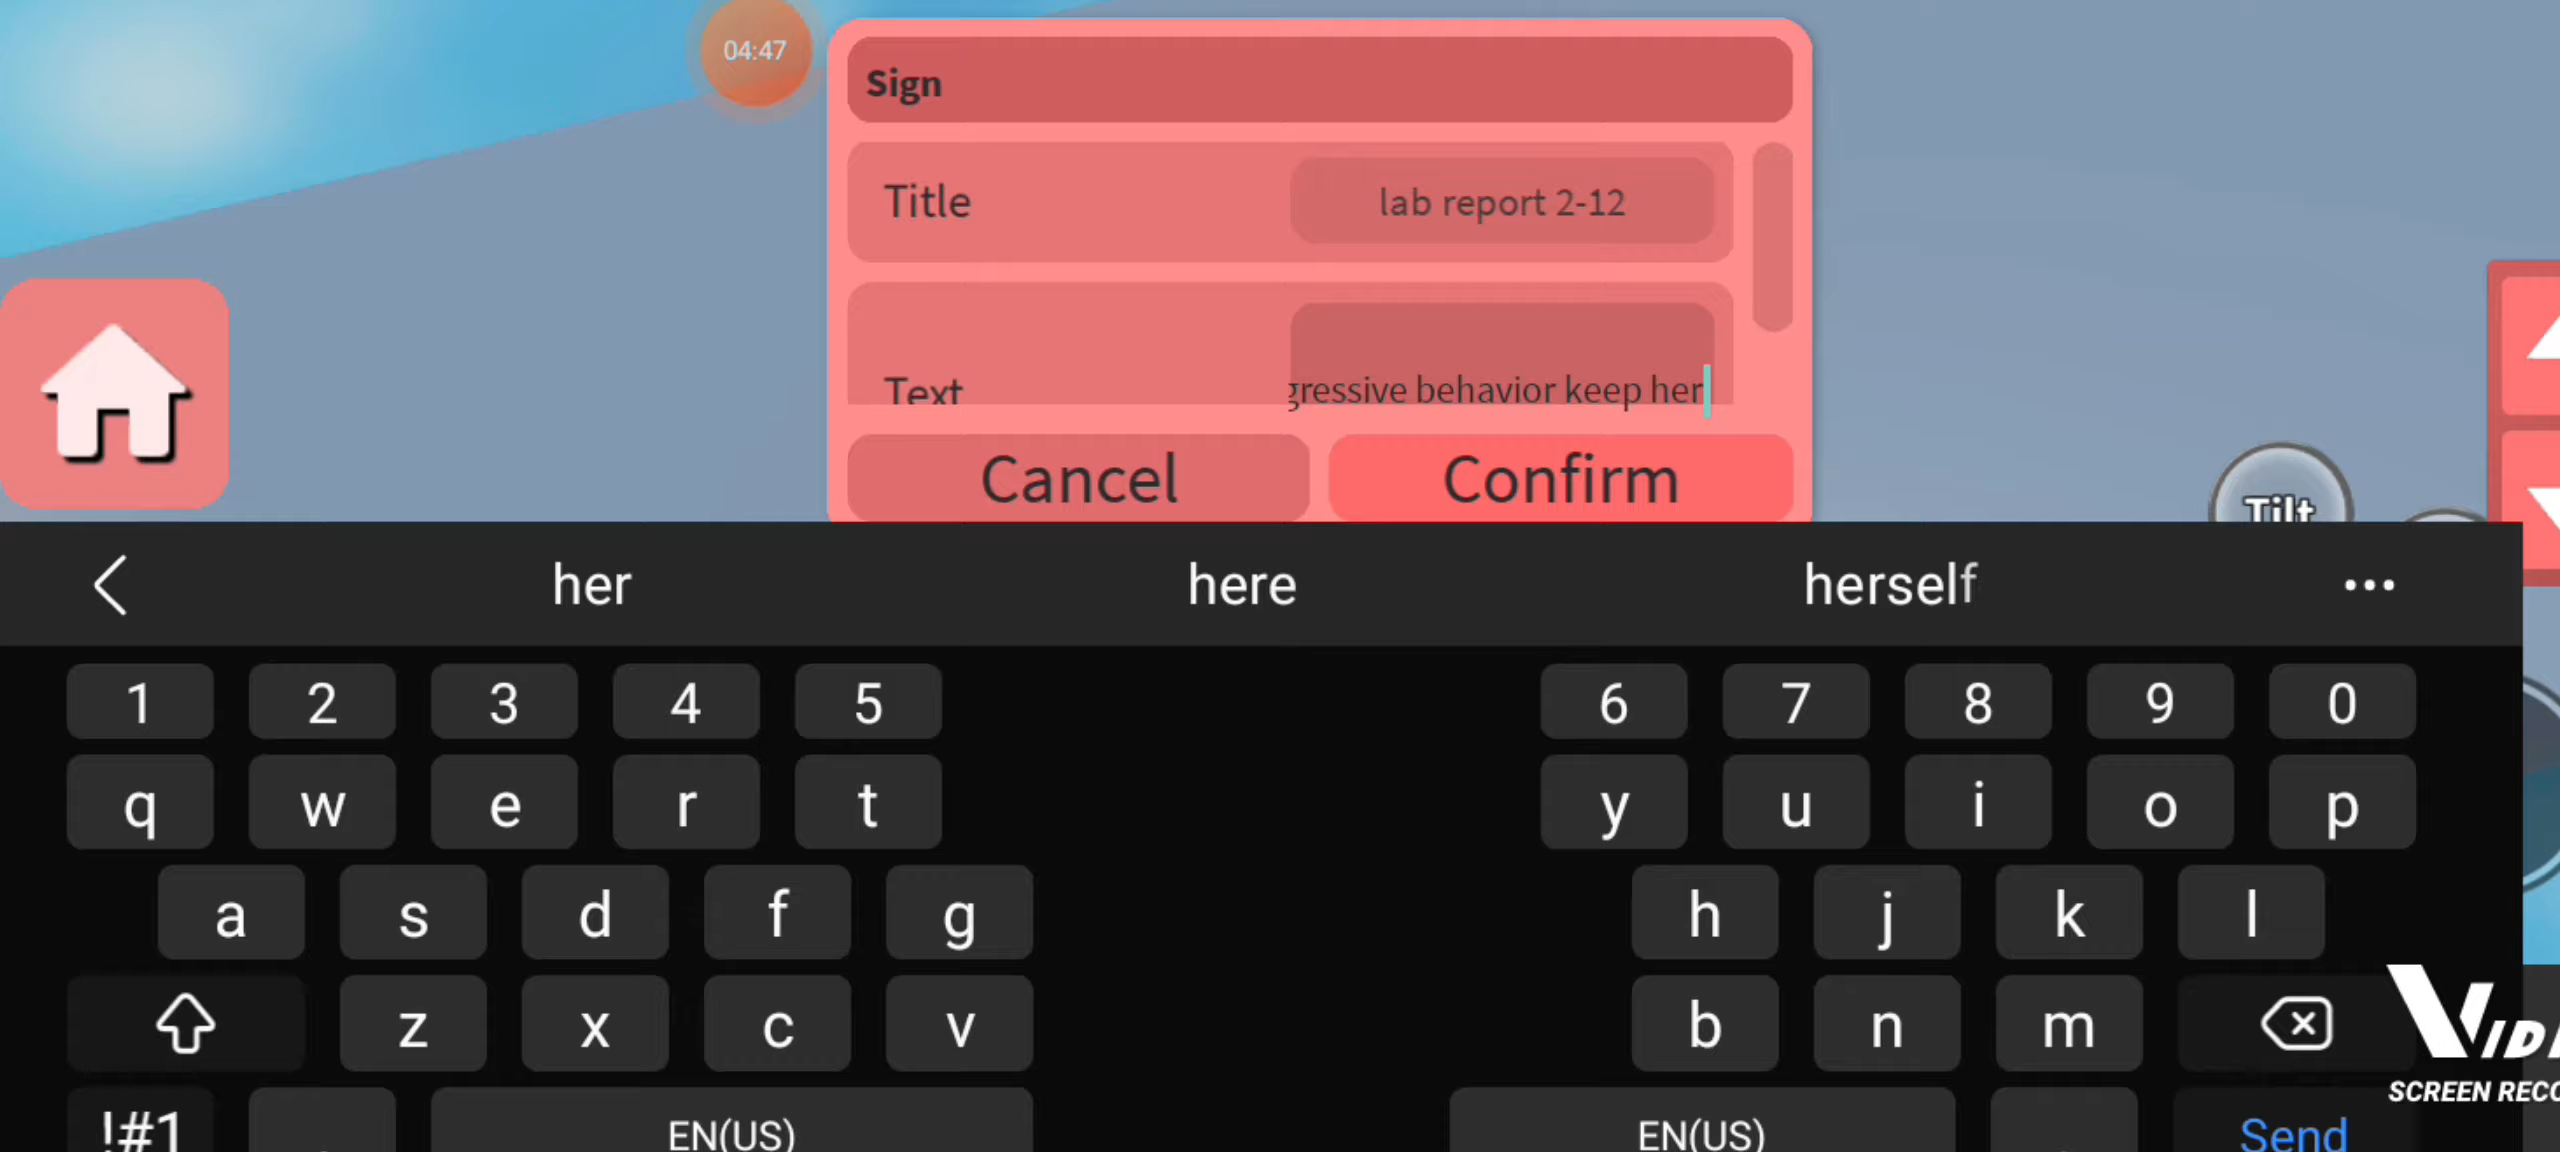 04:47
Sign
Title
lab report 2-12
Text
gressive behavior keep her
Cancel
Confirm
Tilt
her
here
herself
1 2 3 4 5 6 7 8 9 0
q w e r t y u i o p
a s d f g h j k l
z x c v b n m
!#1
EN(US)
EN(US)
Send
VID
SCREEN RECO